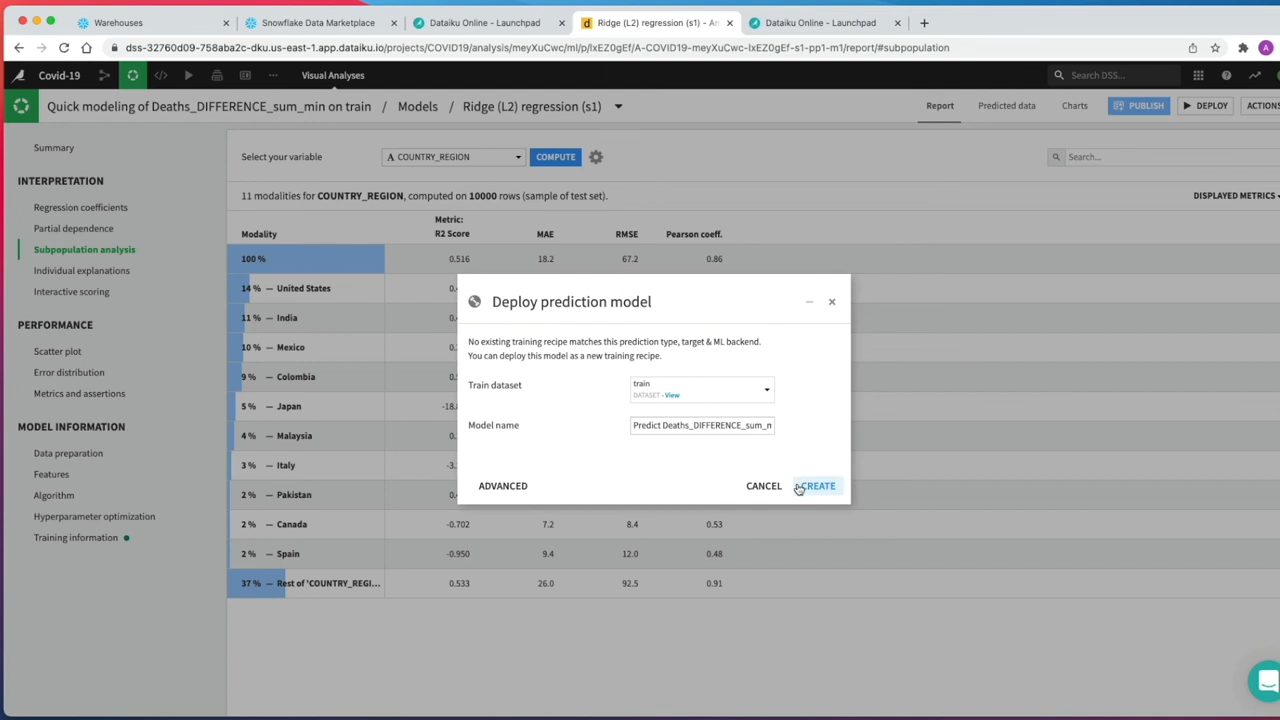 Warehouses
Snowflake Data Marketplace
Dataiku Online - Launchpad
Ridge (L2) regression (s1) - An
Dataiku Online - Launchpad
dss-32760d09-758aba2c-dku.us-east-1.app.dataiku.io/projects/COVID19/analysis/meyXuCwc/ml/p/lxEZ0gEf/A-COVID19-meyXuCwc-lxEZ0gEf-s1-pp1-m1/report/#subpopulation
A
Covid-19
Visual Analyses
Search DSS...
Quick modeling of Deaths_DIFFERENCE_sum_min on train / Models / Ridge (L2) regression (s1)
Report
Predicted data
Charts
PUBLISH
DEPLOY
ACTIONS
Summary
INTERPRETATION
Regression coefficients
Partial dependence
Subpopulation analysis
Individual explanations
Interactive scoring
PERFORMANCE
Scatter plot
Error distribution
Metrics and assertions
MODEL INFORMATION
Data preparation
Features
Algorithm
Hyperparameter optimization
Training information
Select your variable
A COUNTRY_REGION
COMPUTE
Search...
11 modalities for COUNTRY_REGION, computed on 10000 rows (sample of test set).
DISPLAYED METRICS
Metric:
Modality R2 Score MAE RMSE Pearson coeff.
100 % 0.516 18.2 67.2 0.86
14 % — United States
11 % — India
10 % — Mexico
9 % — Colombia
5 % — Japan
4 % — Malaysia
3 % — Italy
2 % — Pakistan
2 % — Canada -0.702 7.2 8.4 0.53
2 % — Spain -0.950 9.4 12.0 0.48
37 % — Rest of 'COUNTRY_REGI... 0.533 26.0 92.5 0.91
Deploy prediction model
No existing training recipe matches this prediction type, target & ML backend.
You can deploy this model as a new training recipe.
Train dataset
train
DATASET - View
Model name
Predict Deaths_DIFFERENCE_sum_m
ADVANCED
CANCEL
CREATE